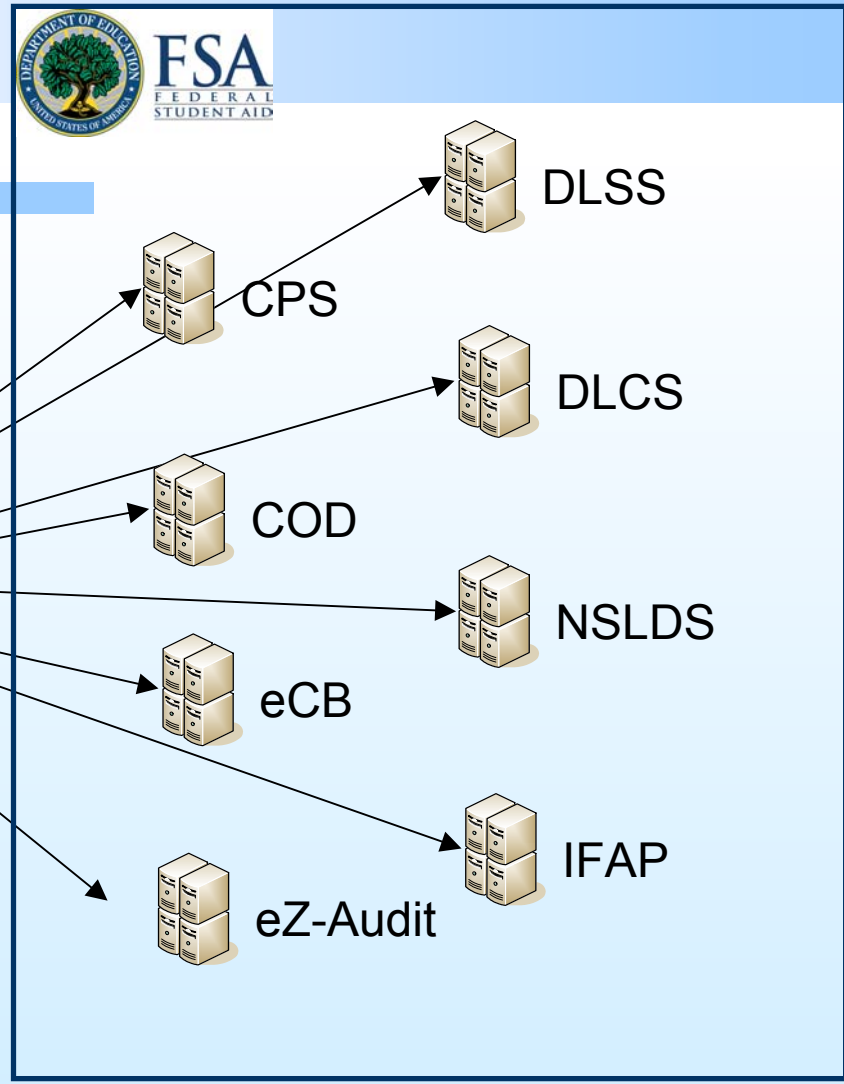 DEPARTMENT OF EDUCATION
UNITED STATES OF AMERICA
FSA
FEDERAL
STUDENT AID
DLSS
CPS
DLCS
COD
NSLDS
eCB
IFAP
eZ-Audit